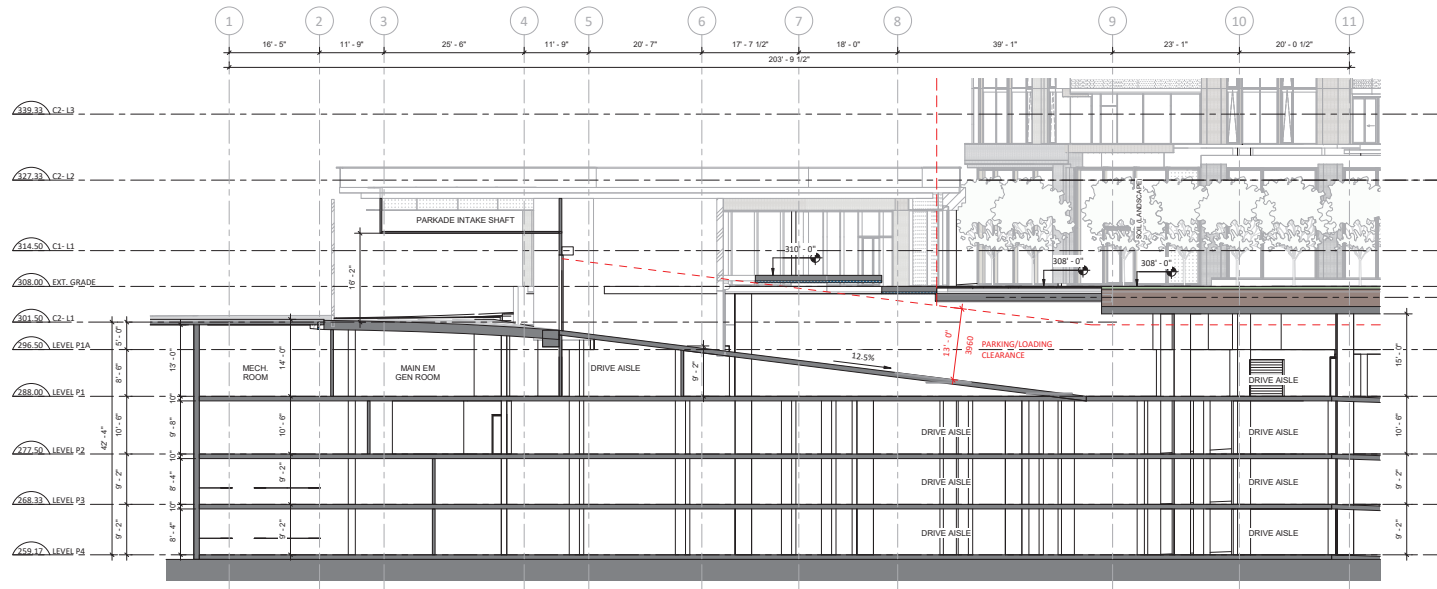 1 2 3 4 5 6 7 8 9 10 11
16' - 5" 11' - 9" 25' - 6" 11' - 9" 20' - 7" 17' - 7 1/2" 18' - 0" 39' - 1" 23' - 1" 20' - 0 1/2"
203' - 9 1/2"
339.33 C2- L3
327.33 C2- L2
SOIL (LANDSCAPE)
PARKADE INTAKE SHAFT
314.50 C1- L1
310' - 0"
308' - 0" 308' - 0"
16' - 2"
308.00 EXT. GRADE
301.50 C2- L1
5' - 0"
13' - 0"
14' - 0"
13' - 0"
3960
PARKING/LOADING
CLEARANCE
15' - 0"
296.50 LEVEL P1A
12.5%
8' - 6"
9' - 2"
MECH.
ROOM
MAIN EM
GEN ROOM
DRIVE AISLE
DRIVE AISLE
288.00 LEVEL P1
10"
42' - 4"
10' - 6"
9' - 8"
10' - 6"
DRIVE AISLE
DRIVE AISLE
10' - 6"
277.50 LEVEL P2
10"
9' - 2"
8' - 4"
9' - 2"
DRIVE AISLE
DRIVE AISLE
9' - 2"
268.33 LEVEL P3
10"
9' - 2"
8' - 4"
9' - 2"
DRIVE AISLE
DRIVE AISLE
9' - 2"
259.17 LEVEL P4